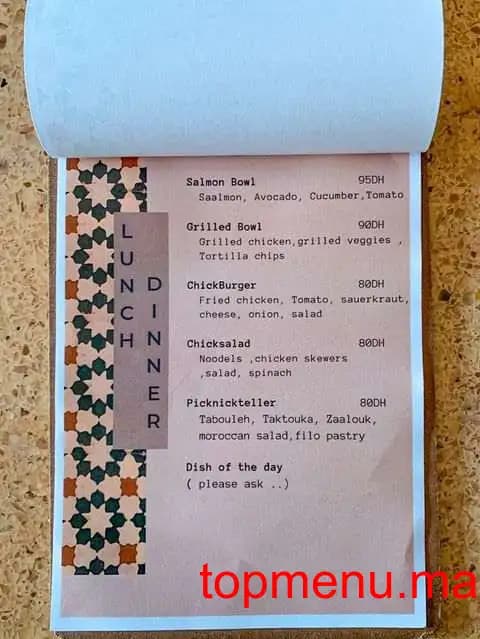 LUNCH
DINNER
Salmon Bowl 95DH
Saalmon, Avocado, Cucumber,Tomato
Grilled Bowl 90DH
Grilled chicken,grilled veggies ,
Tortilla chips
ChickBurger 80DH
Fried chicken, Tomato, sauerkraut,
cheese, onion, salad
Chicksalad 80DH
Noodels ,chicken skewers
,salad, spinach
Picknickteller 80DH
Tabouleh, Taktouka, Zaalouk,
moroccan salad,filo pastry
Dish of the day
( please ask ..)
topmenu.ma